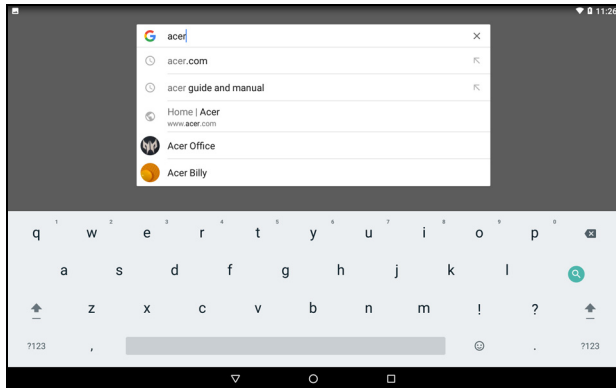 11:26
acer
acer.com
acer guide and manual
Home | Acer
www.acer.com
Acer Office
Acer Billy
1 2 3 4 5 6 7 8 9 0
q w e r t y u i o p
a s d f g h j k l
z x c v b n m ! ?
?123 , . ?123